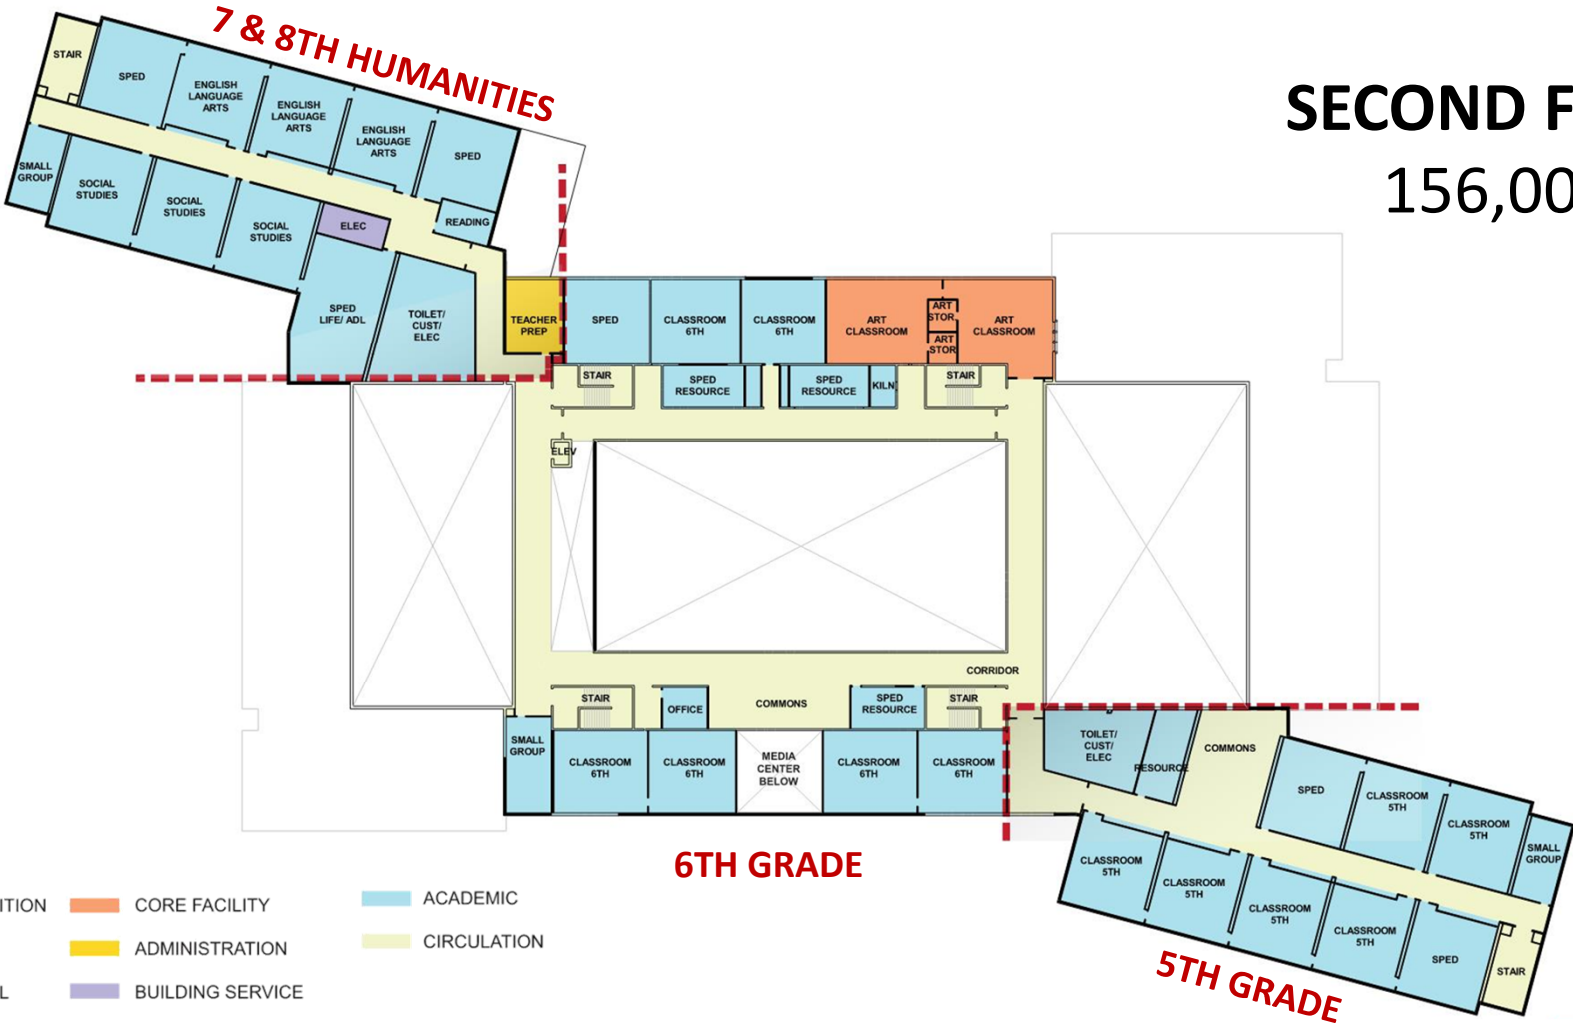 7 & 8TH HUMANITIES
SECOND F
156,00
STAIR
SPED
ENGLISH
LANGUAGE
ARTS
ENGLISH
LANGUAGE
ARTS
ENGLISH
LANGUAGE
ARTS
SPED
SMALL
GROUP
SOCIAL
STUDIES
SOCIAL
STUDIES
SOCIAL
STUDIES
ELEC
READING
SPED
LIFE/ ADL
TOILET/
CUST/
ELEC
TEACHER
PREP
SPED
CLASSROOM
6TH
CLASSROOM
6TH
ART
CLASSROOM
ART
STOR
ART
STOR
ART
CLASSROOM
STAIR
SPED
RESOURCE
SPED
RESOURCE
KILN
STAIR
ELEV
CORRIDOR
STAIR
OFFICE
COMMONS
SPED
RESOURCE
STAIR
SMALL
GROUP
CLASSROOM
6TH
CLASSROOM
6TH
MEDIA
CENTER
BELOW
CLASSROOM
6TH
CLASSROOM
6TH
TOILET/
CUST/
ELEC
RESOURCE
COMMONS
SPED
CLASSROOM
5TH
CLASSROOM
5TH
SMALL
GROUP
CLASSROOM
5TH
CLASSROOM
5TH
CLASSROOM
5TH
CLASSROOM
5TH
SPED
STAIR
6TH GRADE
5TH GRADE
ITION
CORE FACILITY
ACADEMIC
ADMINISTRATION
CIRCULATION
L
BUILDING SERVICE